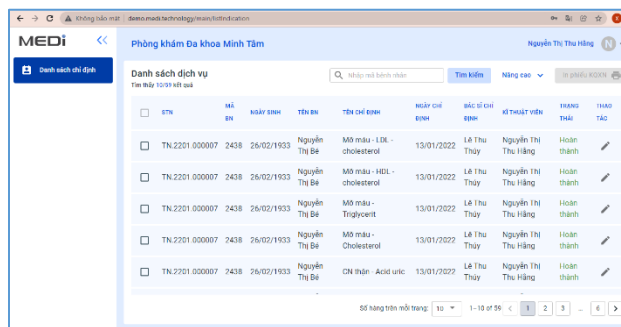 Không bảo mật | demo.medi.technology/main/listIndication
MEDi <<
Phòng khám Đa khoa Minh Tâm
Nguyễn Thị Thu Hằng N
Danh sách chỉ định
Danh sách dịch vụ
Tìm thấy 10/59 kết quả
Nhập mã bệnh nhân
Tìm kiếm
Nâng cao
In phiếu KQXN
STN MÃ BN NGÀY SINH TÊN BN TÊN CHỈ ĐỊNH NGÀY CHỈ ĐỊNH BÁC SĨ CHỈ ĐỊNH KĨ THUẬT VIÊN TRẠNG THÁI THAO TÁC
TN.2201.000007 2438 26/02/1933 Nguyễn Thị Bé Mỡ máu - LDL - cholesterol 13/01/2022 Lê Thu Thủy Nguyễn Thị Thu Hằng Hoàn thành
TN.2201.000007 2438 26/02/1933 Nguyễn Thị Bé Mỡ máu - HDL - cholesterol 13/01/2022 Lê Thu Thủy Nguyễn Thị Thu Hằng Hoàn thành
TN.2201.000007 2438 26/02/1933 Nguyễn Thị Bé Mỡ máu - Triglycerit 13/01/2022 Lê Thu Thủy Nguyễn Thị Thu Hằng Hoàn thành
TN.2201.000007 2438 26/02/1933 Nguyễn Thị Bé Mỡ máu - Cholesterol 13/01/2022 Lê Thu Thủy Nguyễn Thị Thu Hằng Hoàn thành
TN.2201.000007 2438 26/02/1933 Nguyễn Thị Bé CN thận - Acid uric 13/01/2022 Lê Thu Thủy Nguyễn Thị Thu Hằng Hoàn thành
Số hàng trên mỗi trang: 10 1-10 of 59 < 1 2 3 ... 6 >